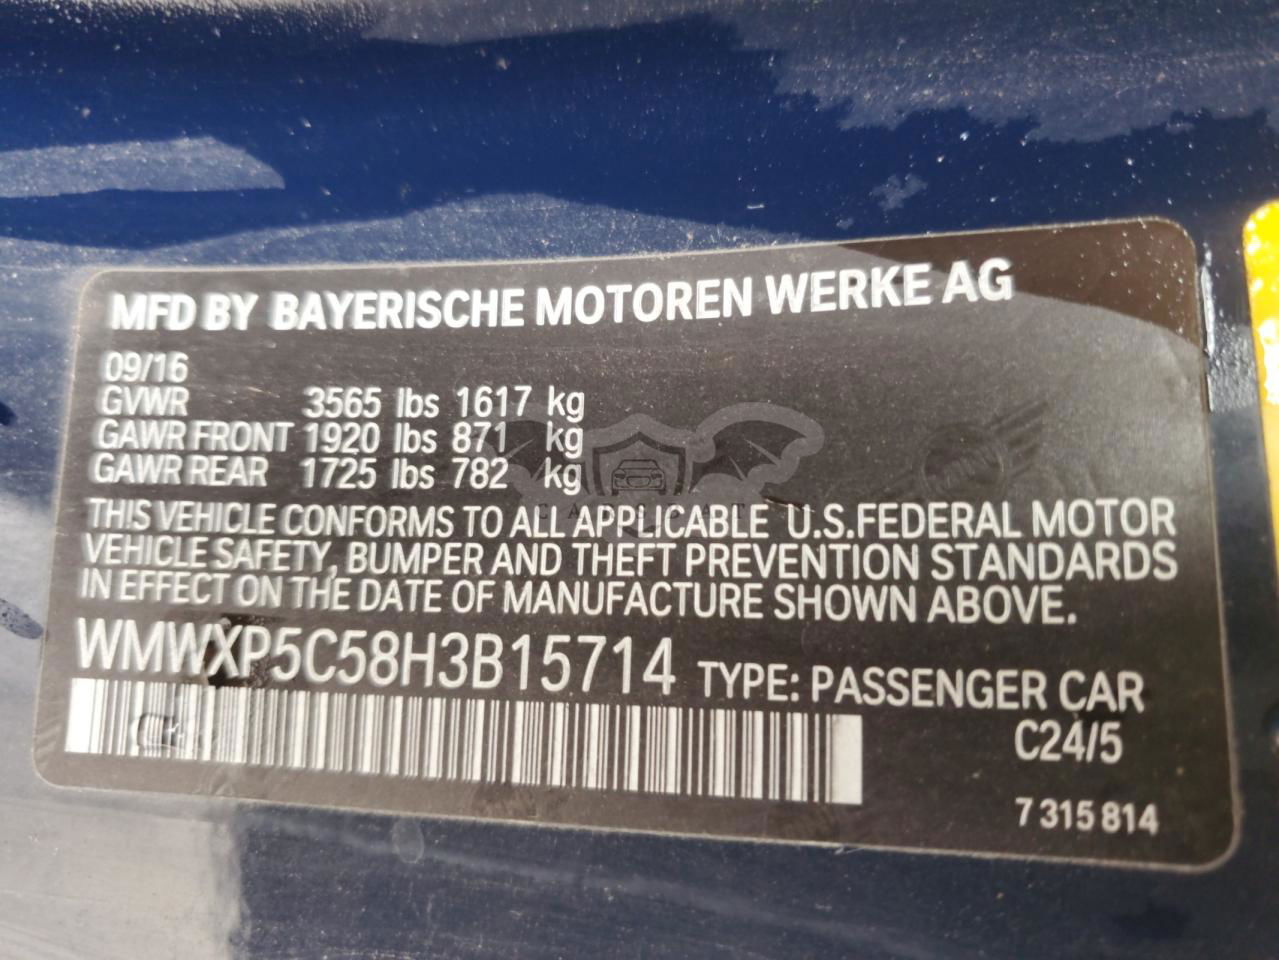 MFD BY BAYERISCHE MOTOREN WERKE AG
09/16
GVWR 3565 lbs 1617 kg
GAWR FRONT 1920 lbs 871 kg
GAWR REAR 1725 lbs 782 kg
THIS VEHICLE CONFORMS TO ALL APPLICABLE U.S.FEDERAL MOTOR
VEHICLE SAFETY, BUMPER AND THEFT PREVENTION STANDARDS
IN EFFECT ON THE DATE OF MANUFACTURE SHOWN ABOVE.
WMWXP5C58H3B15714 TYPE: PASSENGER CAR
C24/5
7 315 814